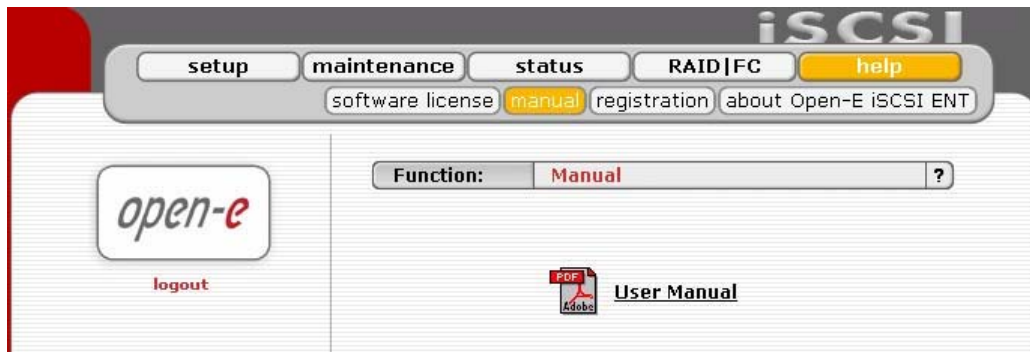 iSCSI
setup maintenance status RAID|FC help
software license manual registration about Open-E iSCSI ENT
Function: Manual ?
open-e
logout
PDF
Adobe
User Manual